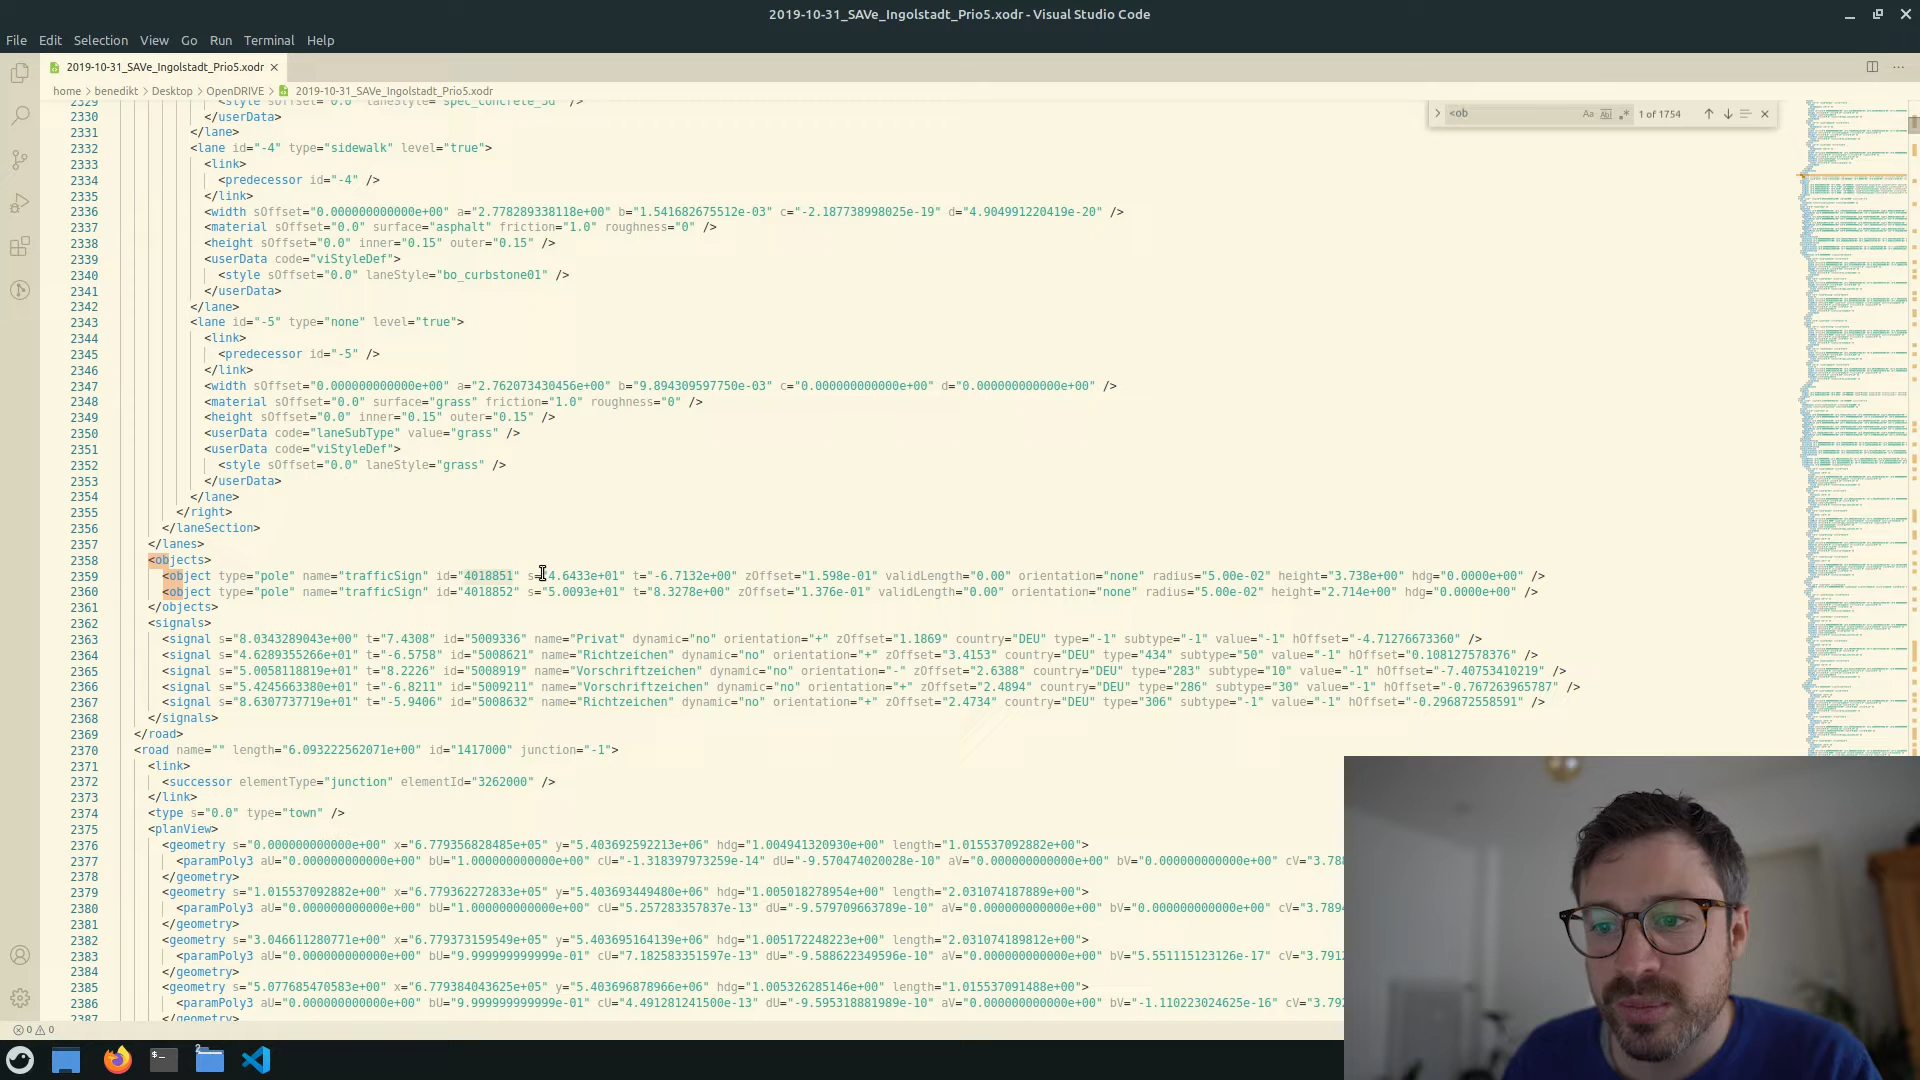 2019-10-31_SAVe_Ingolstadt_Prio5.xodr - Visual Studio Code
File Edit Selection View Go Run Terminal Help
2019-10-31_SAVe_Ingolstadt_Prio5.xodr
home > benedikt > Desktop > OpenDRIVE > 2019-10-31_SAVe_Ingolstadt_Prio5.xodr
<ob
1 of 1754
2329 <style sOffset="0.0" laneStyle="spec_concrete_3d" />
2330 </userData>
2331 </lane>
2332 <lane id="-4" type="sidewalk" level="true">
2333 <link>
2334 <predecessor id="-4" />
2335 </link>
2336 <width sOffset="0.000000000000e+00" a="2.778289338118e+00" b="1.541682675512e-03" c="-2.187738998025e-19" d="4.904991220419e-20" />
2337 <material sOffset="0.0" surface="asphalt" friction="1.0" roughness="0" />
2338 <height sOffset="0.0" inner="0.15" outer="0.15" />
2339 <userData code="viStyleDef">
2340 <style sOffset="0.0" laneStyle="bo_curbstone01" />
2341 </userData>
2342 </lane>
2343 <lane id="-5" type="none" level="true">
2344 <link>
2345 <predecessor id="-5" />
2346 </link>
2347 <width sOffset="0.000000000000e+00" a="2.762073430456e+00" b="9.894309597750e-03" c="0.000000000000e+00" d="0.000000000000e+00" />
2348 <material sOffset="0.0" surface="grass" friction="1.0" roughness="0" />
2349 <height sOffset="0.0" inner="0.15" outer="0.15" />
2350 <userData code="laneSubType" value="grass" />
2351 <userData code="viStyleDef">
2352 <style sOffset="0.0" laneStyle="grass" />
2353 </userData>
2354 </lane>
2355 </right>
2356 </laneSection>
2357 </lanes>
2358 <objects>
2359 <object type="pole" name="trafficSign" id="4018851" s="4.6433e+01" t="-6.7132e+00" zOffset="1.598e-01" validLength="0.00" orientation="none" radius="5.00e-02" height="3.738e+00" hdg="0.0000e+00" />
2360 <object type="pole" name="trafficSign" id="4018852" s="5.0093e+01" t="8.3278e+00" zOffset="1.376e-01" validLength="0.00" orientation="none" radius="5.00e-02" height="2.714e+00" hdg="0.0000e+00" />
2361 </objects>
2362 <signals>
2363 <signal s="8.0343289043e+00" t="7.4308" id="5009336" name="Privat" dynamic="no" orientation="+" zOffset="1.1869" country="DEU" type="-1" subtype="-1" value="-1" hOffset="-4.71276673360" />
2364 <signal s="4.6289355266e+01" t="-6.5758" id="5008621" name="Richtzeichen" dynamic="no" orientation="+" zOffset="3.4153" country="DEU" type="434" subtype="50" value="-1" hOffset="0.108127578376" />
2365 <signal s="5.0058118819e+01" t="8.2226" id="5008919" name="Vorschriftzeichen" dynamic="no" orientation="-" zOffset="2.6388" country="DEU" type="283" subtype="10" value="-1" hOffset="-7.40753410219" />
2366 <signal s="5.4245663380e+01" t="-6.8211" id="5009211" name="Vorschriftzeichen" dynamic="no" orientation="+" zOffset="2.4894" country="DEU" type="286" subtype="30" value="-1" hOffset="-0.767263965787" />
2367 <signal s="8.6307737719e+01" t="-5.9406" id="5008632" name="Richtzeichen" dynamic="no" orientation="+" zOffset="2.4734" country="DEU" type="306" subtype="-1" value="-1" hOffset="-0.296872558591" />
2368 </signals>
2369 </road>
2370 <road name="" length="6.093222562071e+00" id="1417000" junction="-1">
2371 <link>
2372 <successor elementType="junction" elementId="3262000" />
2373 </link>
2374 <type s="0.0" type="town" />
2375 <planView>
2376 <geometry s="0.000000000000e+00" x="6.779356828485e+05" y="5.403692592213e+06" hdg="1.004941320930e+00" length="1.015537092882e+00">
2377 <paramPoly3 aU="0.000000000000e+00" bU="1.000000000000e+00" cU="-1.318397973259e-14" dU="-9.570474020028e-10" aV="0.000000000000e+00" bV="0.000000000000e+00" cV="3.788
2378 </geometry>
2379 <geometry s="1.015537092882e+00" x="6.779362272833e+05" y="5.403693449480e+06" hdg="1.005018278954e+00" length="2.031074187889e+00">
2380 <paramPoly3 aU="0.000000000000e+00" bU="1.000000000000e+00" cU="5.257283357837e-13" dU="-9.579709663789e-10" aV="0.000000000000e+00" bV="0.000000000000e+00" cV="3.789
2381 </geometry>
2382 <geometry s="3.046611280771e+00" x="6.779373159549e+05" y="5.403695164139e+06" hdg="1.005172248223e+00" length="2.031074189812e+00">
2383 <paramPoly3 aU="0.000000000000e+00" bU="9.999999999999e-01" cU="7.182583351597e-13" dU="-9.588622349596e-10" aV="0.000000000000e+00" bV="5.551115123126e-17" cV="3.791
2384 </geometry>
2385 <geometry s="5.077685470583e+00" x="6.779384043625e+05" y="5.403696878966e+06" hdg="1.005326285146e+00" length="1.015537091488e+00">
2386 <paramPoly3 aU="0.000000000000e+00" bU="9.999999999999e-01" cU="4.491281241500e-13" dU="-9.595318881989e-10" aV="0.000000000000e+00" bV="-1.110223024625e-16" cV="3.792
2387 </geometry>
0 0